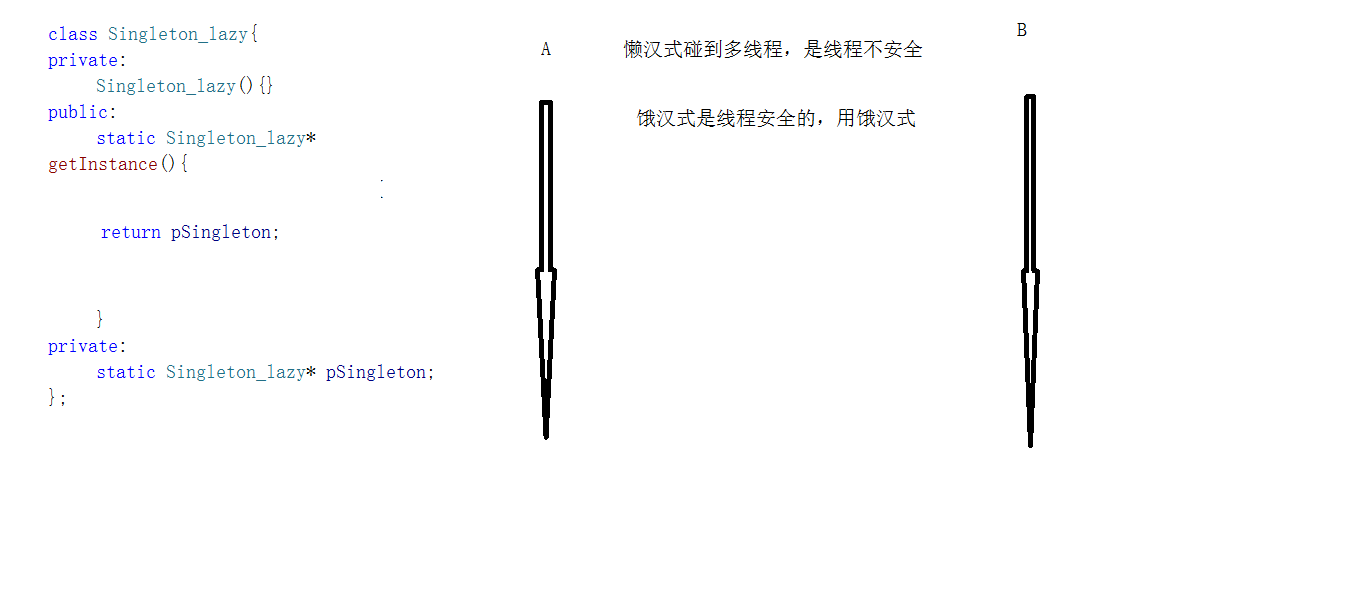 class Singleton_lazy{
private:
Singleton_lazy(){}
public:
static Singleton_lazy*
getInstance(){
return pSingleton;
}
private:
static Singleton_lazy* pSingleton;
};
A
懒汉式碰到多线程，是线程不安全
饿汉式是线程安全的，用饿汉式
B